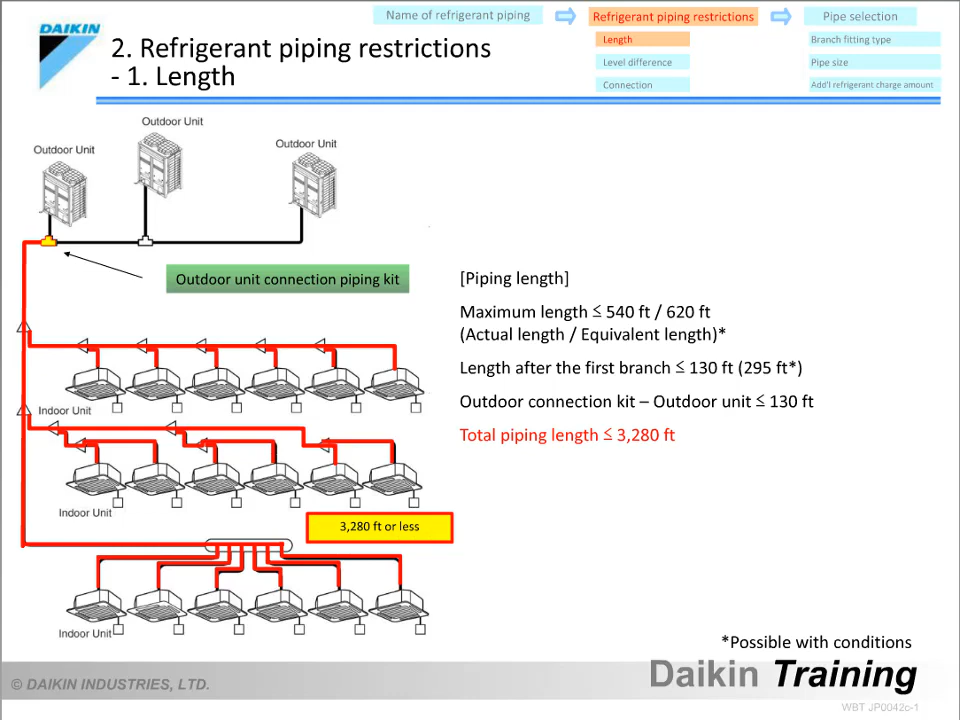 DAIKIN
Name of refrigerant piping
Refrigerant piping restrictions
Pipe selection
Length
Level difference
Connection
Branch fitting type
Pipe size
Add'l refrigerant charge amount
2. Refrigerant piping restrictions
- 1. Length
Outdoor Unit
Outdoor Unit
Outdoor Unit
Outdoor unit connection piping kit
[Piping length]
Maximum length ≤ 540 ft / 620 ft
(Actual length / Equivalent length)*
Length after the first branch ≤ 130 ft (295 ft*)
Outdoor connection kit – Outdoor unit ≤ 130 ft
Total piping length ≤ 3,280 ft
Indoor Unit
Indoor Unit
3,280 ft or less
Indoor Unit
*Possible with conditions
© DAIKIN INDUSTRIES, LTD.
Daikin Training
WBT JP0042c-1